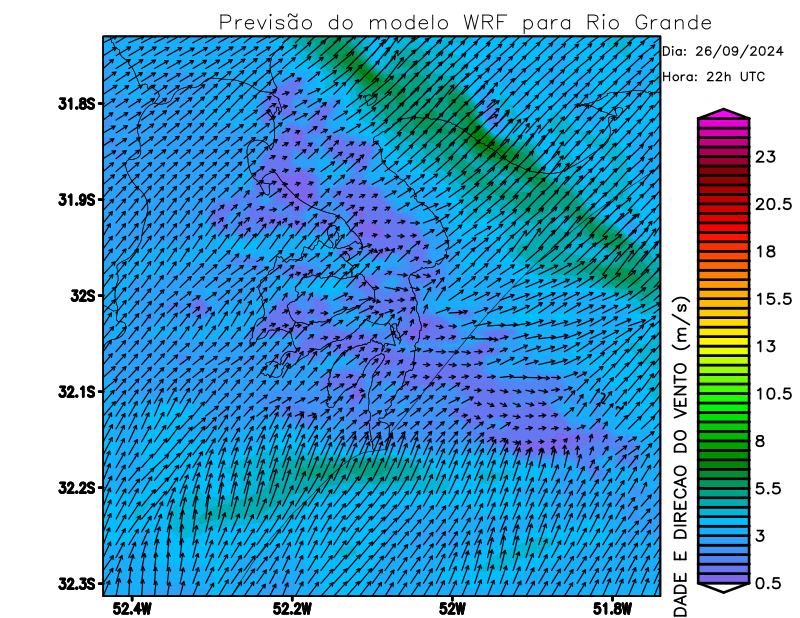 Previsão do modelo WRF para Rio Grande
Dia: 26/09/2024
Hora: 22h UTC
31.8S
31.9S
32S
32.1S
32.2S
32.3S
52.4W
52.2W
52W
51.8W
DADE E DIRECAO DO VENTO (m/s)
23
20.5
18
15.5
13
10.5
8
5.5
3
0.5